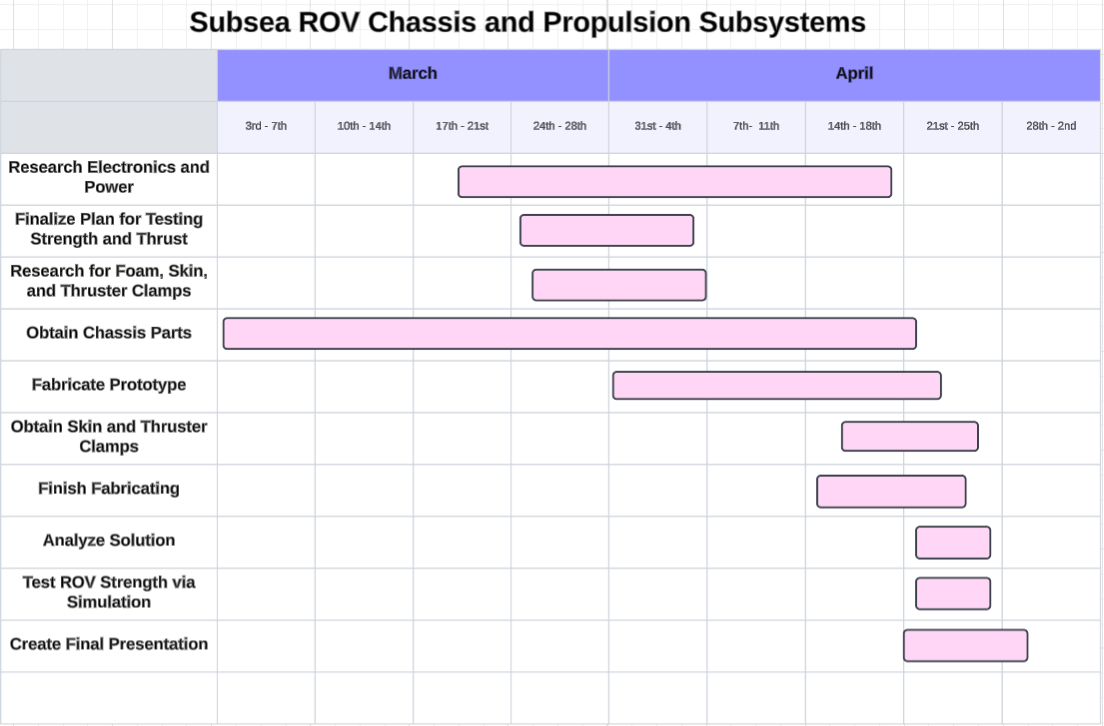 Subsea ROV Chassis and Propulsion Subsystems
March
April
3rd - 7th
10th - 14th
17th - 21st
24th - 28th
31st - 4th
7th-  11th
14th - 18th
21st - 25th
28th - 2nd
Research Electronics and
Power
Finalize Plan for Testing
Strength and Thrust
Research for Foam, Skin,
and Thruster Clamps
Obtain Chassis Parts
Fabricate Prototype
Obtain Skin and Thruster
Clamps
Finish Fabricating
Analyze Solution
Test ROV Strength via
Simulation
Create Final Presentation